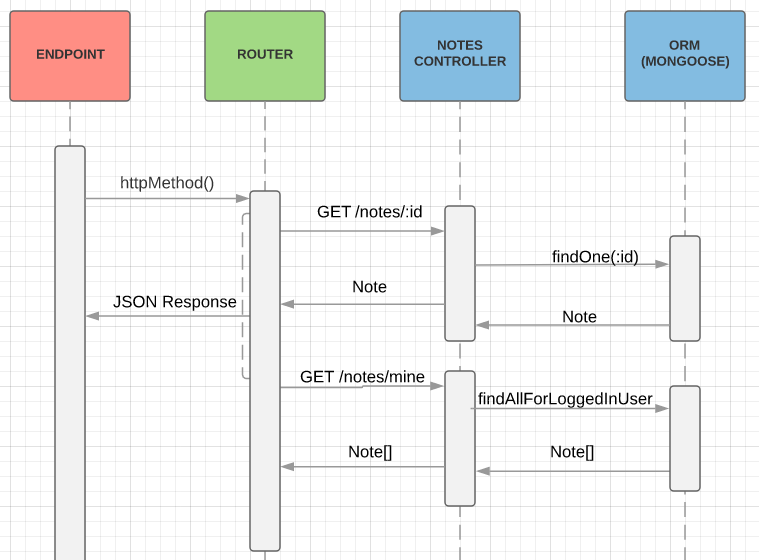 ENDPOINT
ROUTER
NOTES
CONTROLLER
ORM
(MONGOOSE)
httpMethod()
GET /notes/:id
findOne(:id)
Note
JSON Response
Note
GET /notes/mine
findAllForLoggedInUser
Note[]
Note[]